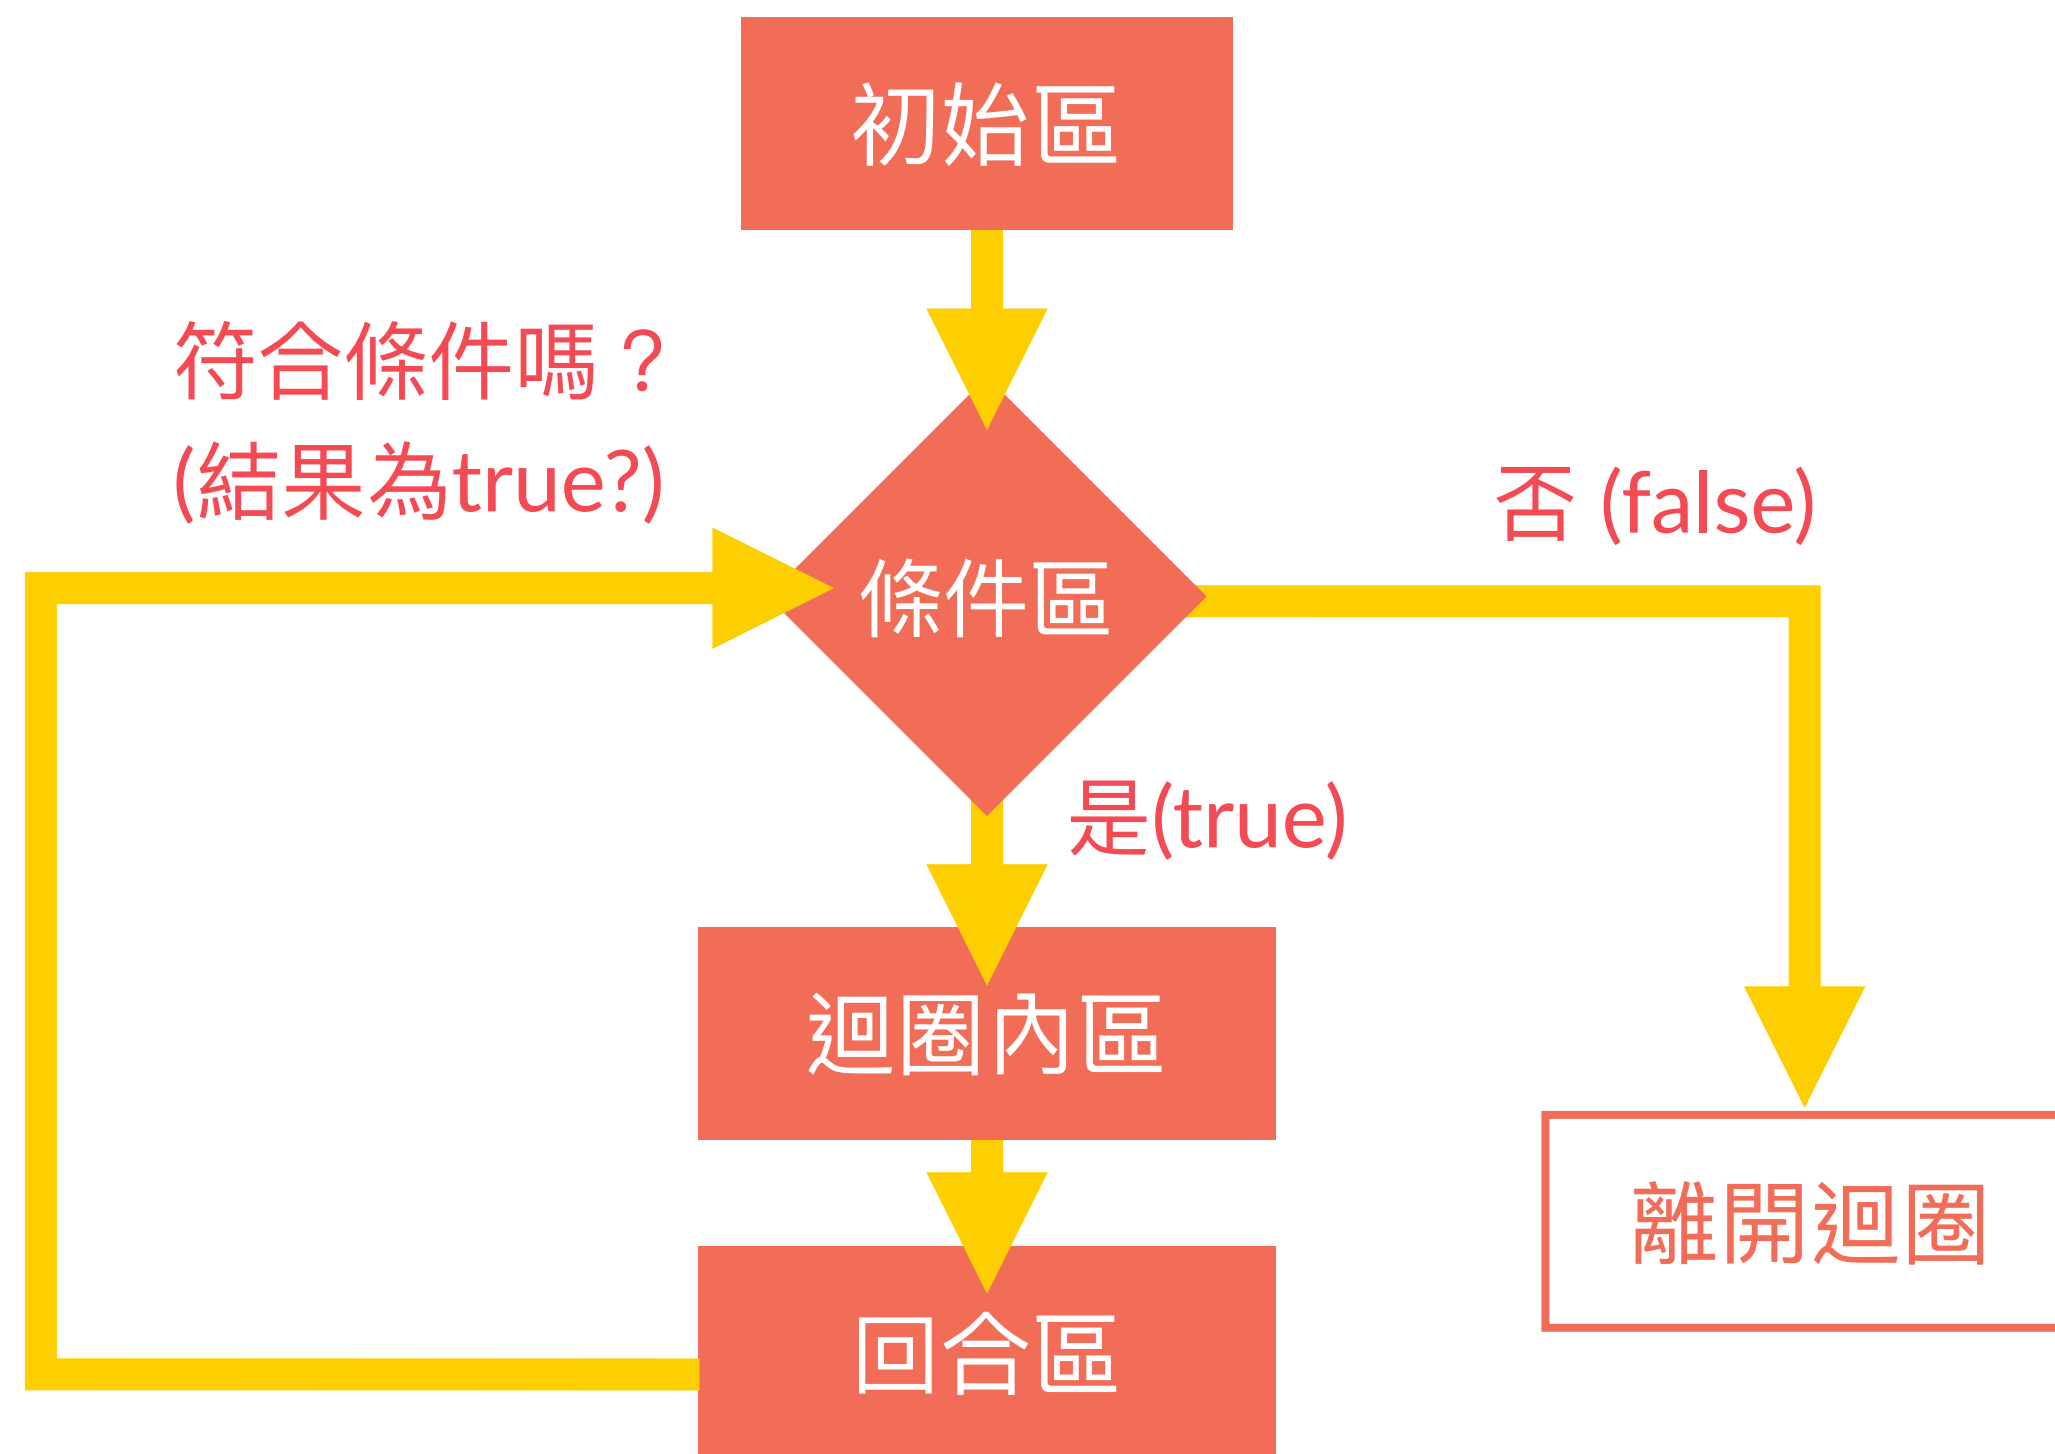 初始區
符合條件嗎？
(結果為true?)
否 (false)
條件區
是(true)
迴圈內區
離開迴圈
回合區